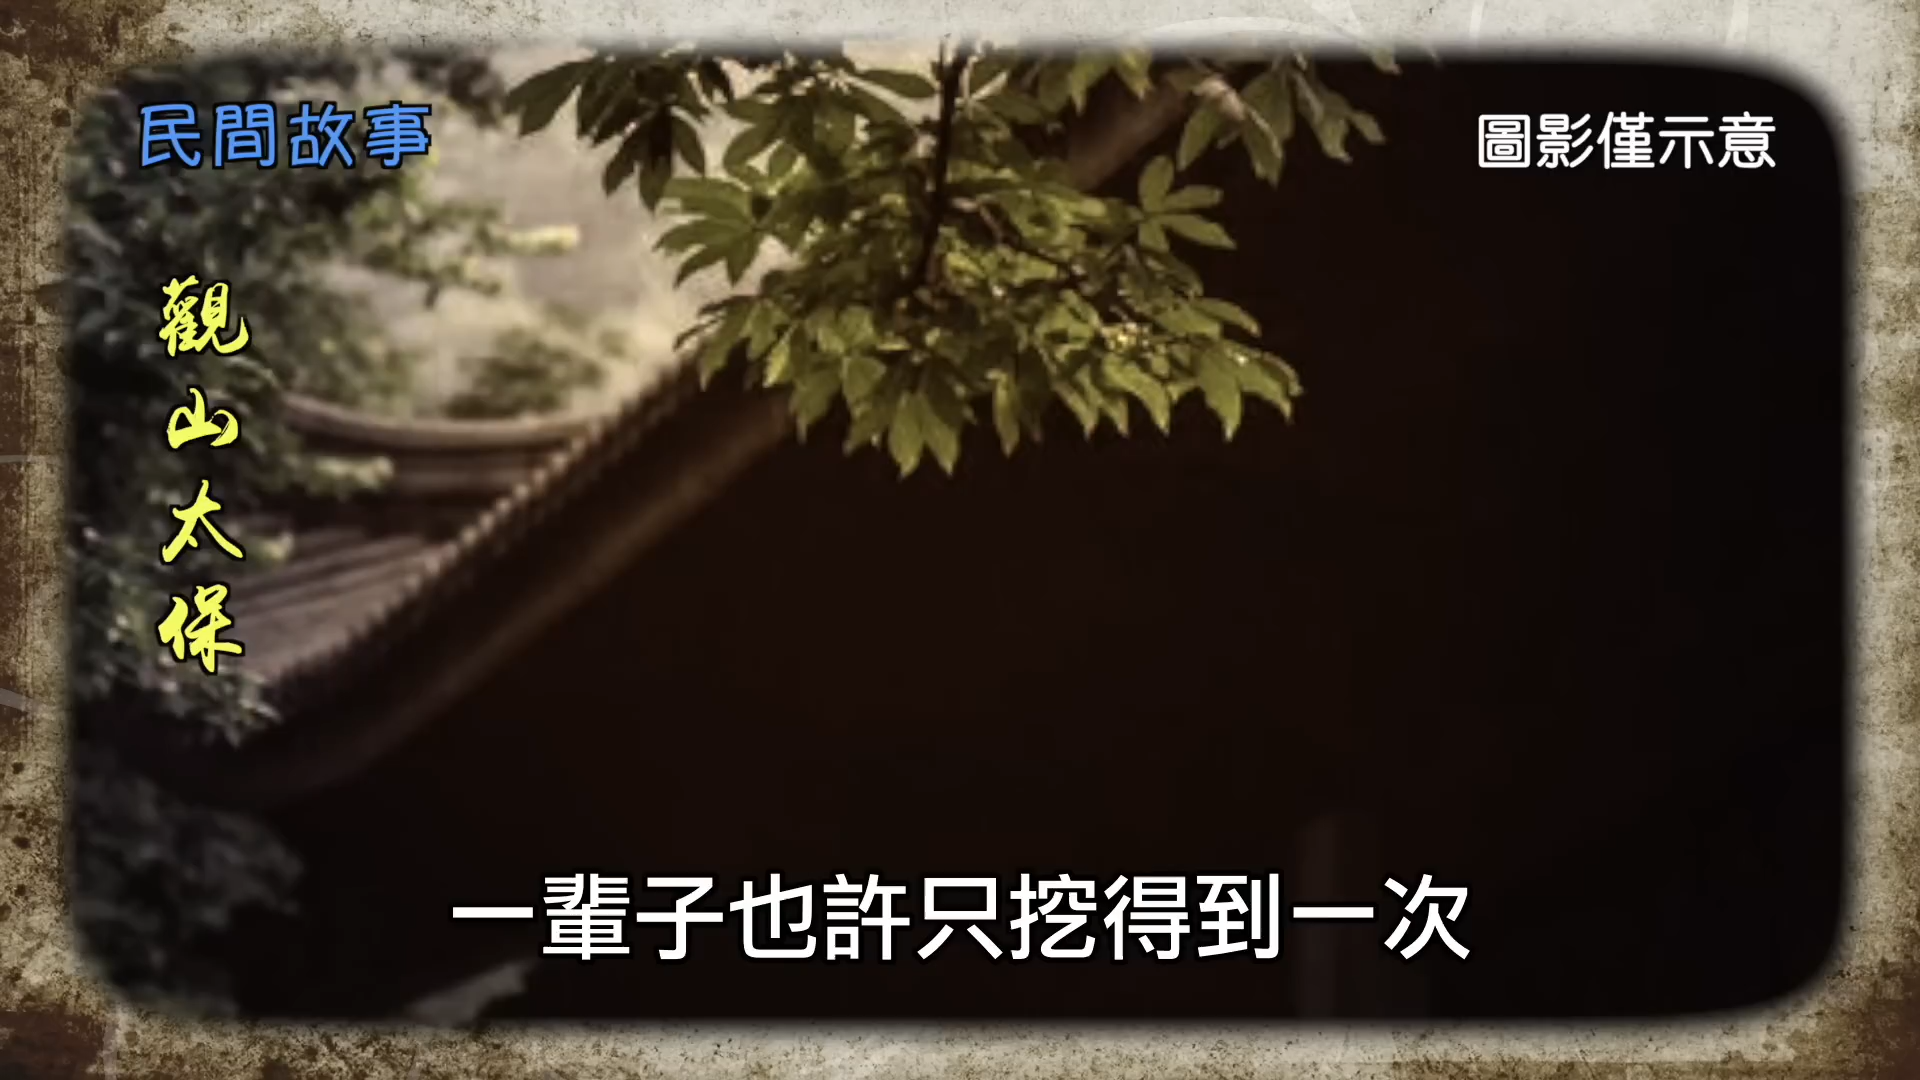 民間故事
圖影僅示意
觀山太保
一輩子也許只挖得到一次